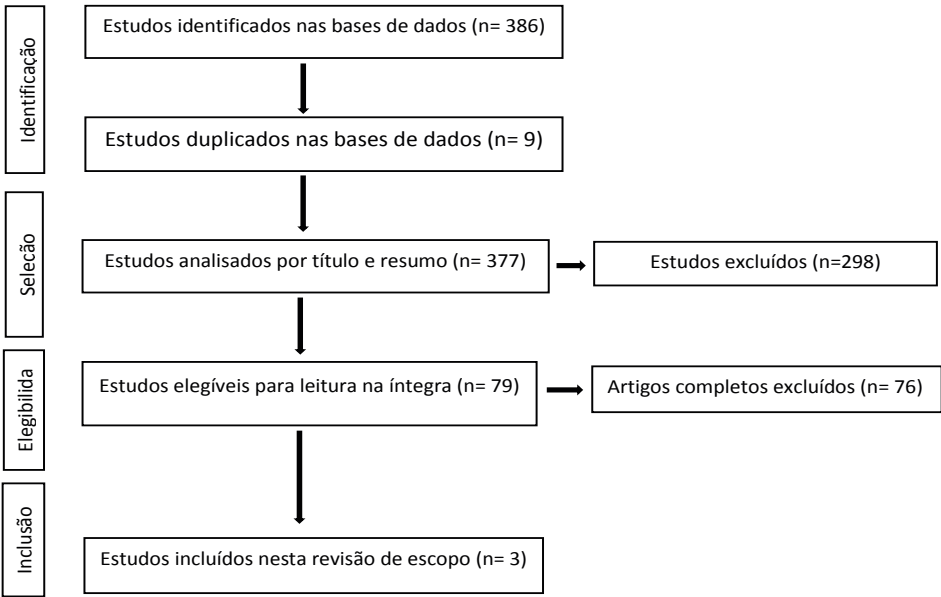 Identificação
Estudos identificados nas bases de dados (n= 386)
Estudos duplicados nas bases de dados (n= 9)
Selecão
Estudos analisados por título e resumo (n= 377)
Estudos excluídos (n=298)
Elegibilida
Estudos elegíveis para leitura na íntegra (n= 79)
Artigos completos excluídos (n= 76)
Inclusão
Estudos incluídos nesta revisão de escopo (n= 3)